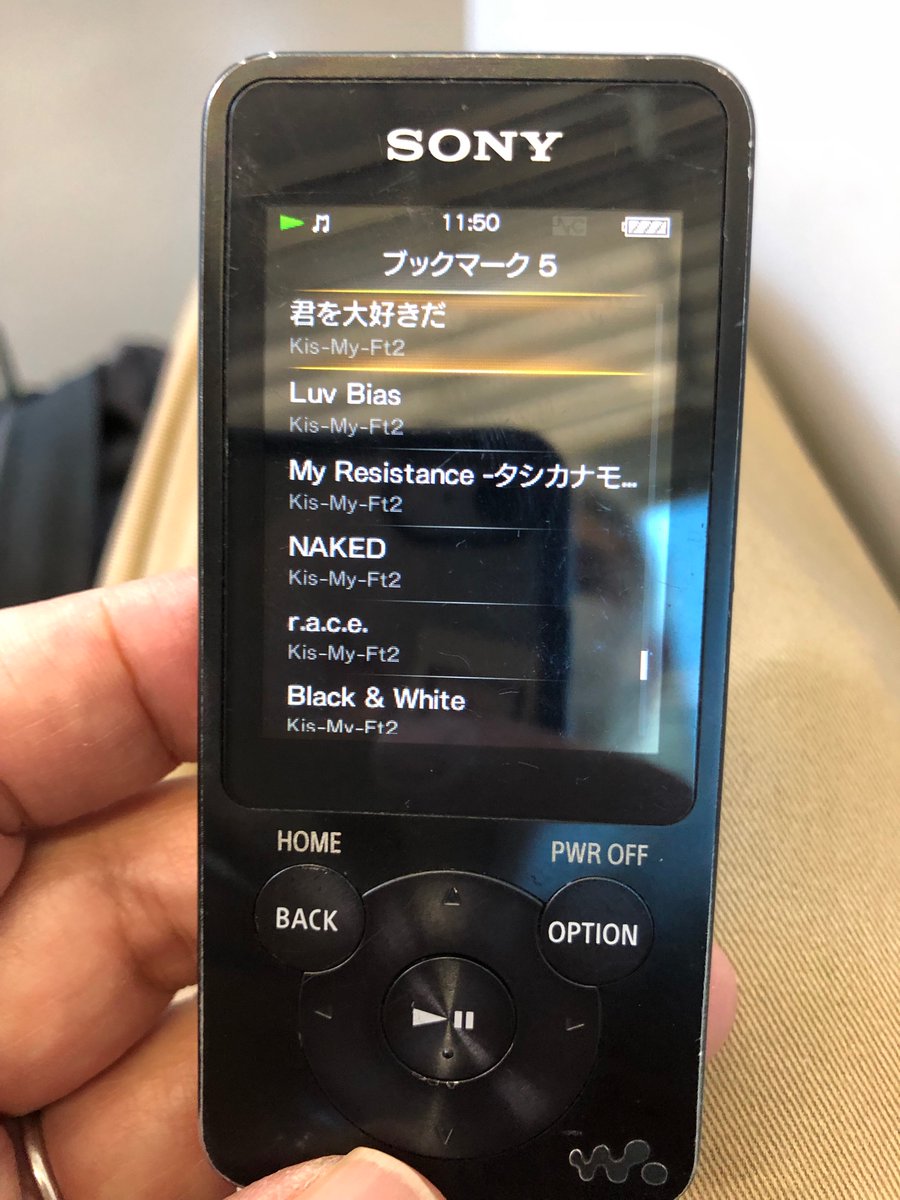 SONY
11:50
ブックマーク 5
君を大好きだ
Kis-My-Ft2
Luv Bias
Kis-My-Ft2
My Resistance -タシカナモ...
Kis-My-Ft2
NAKED
Kis-My-Ft2
r.a.c.e.
Kis-My-Ft2
Black & White
Kis-My-Ft2
HOME
PWR OFF
BACK
OPTION